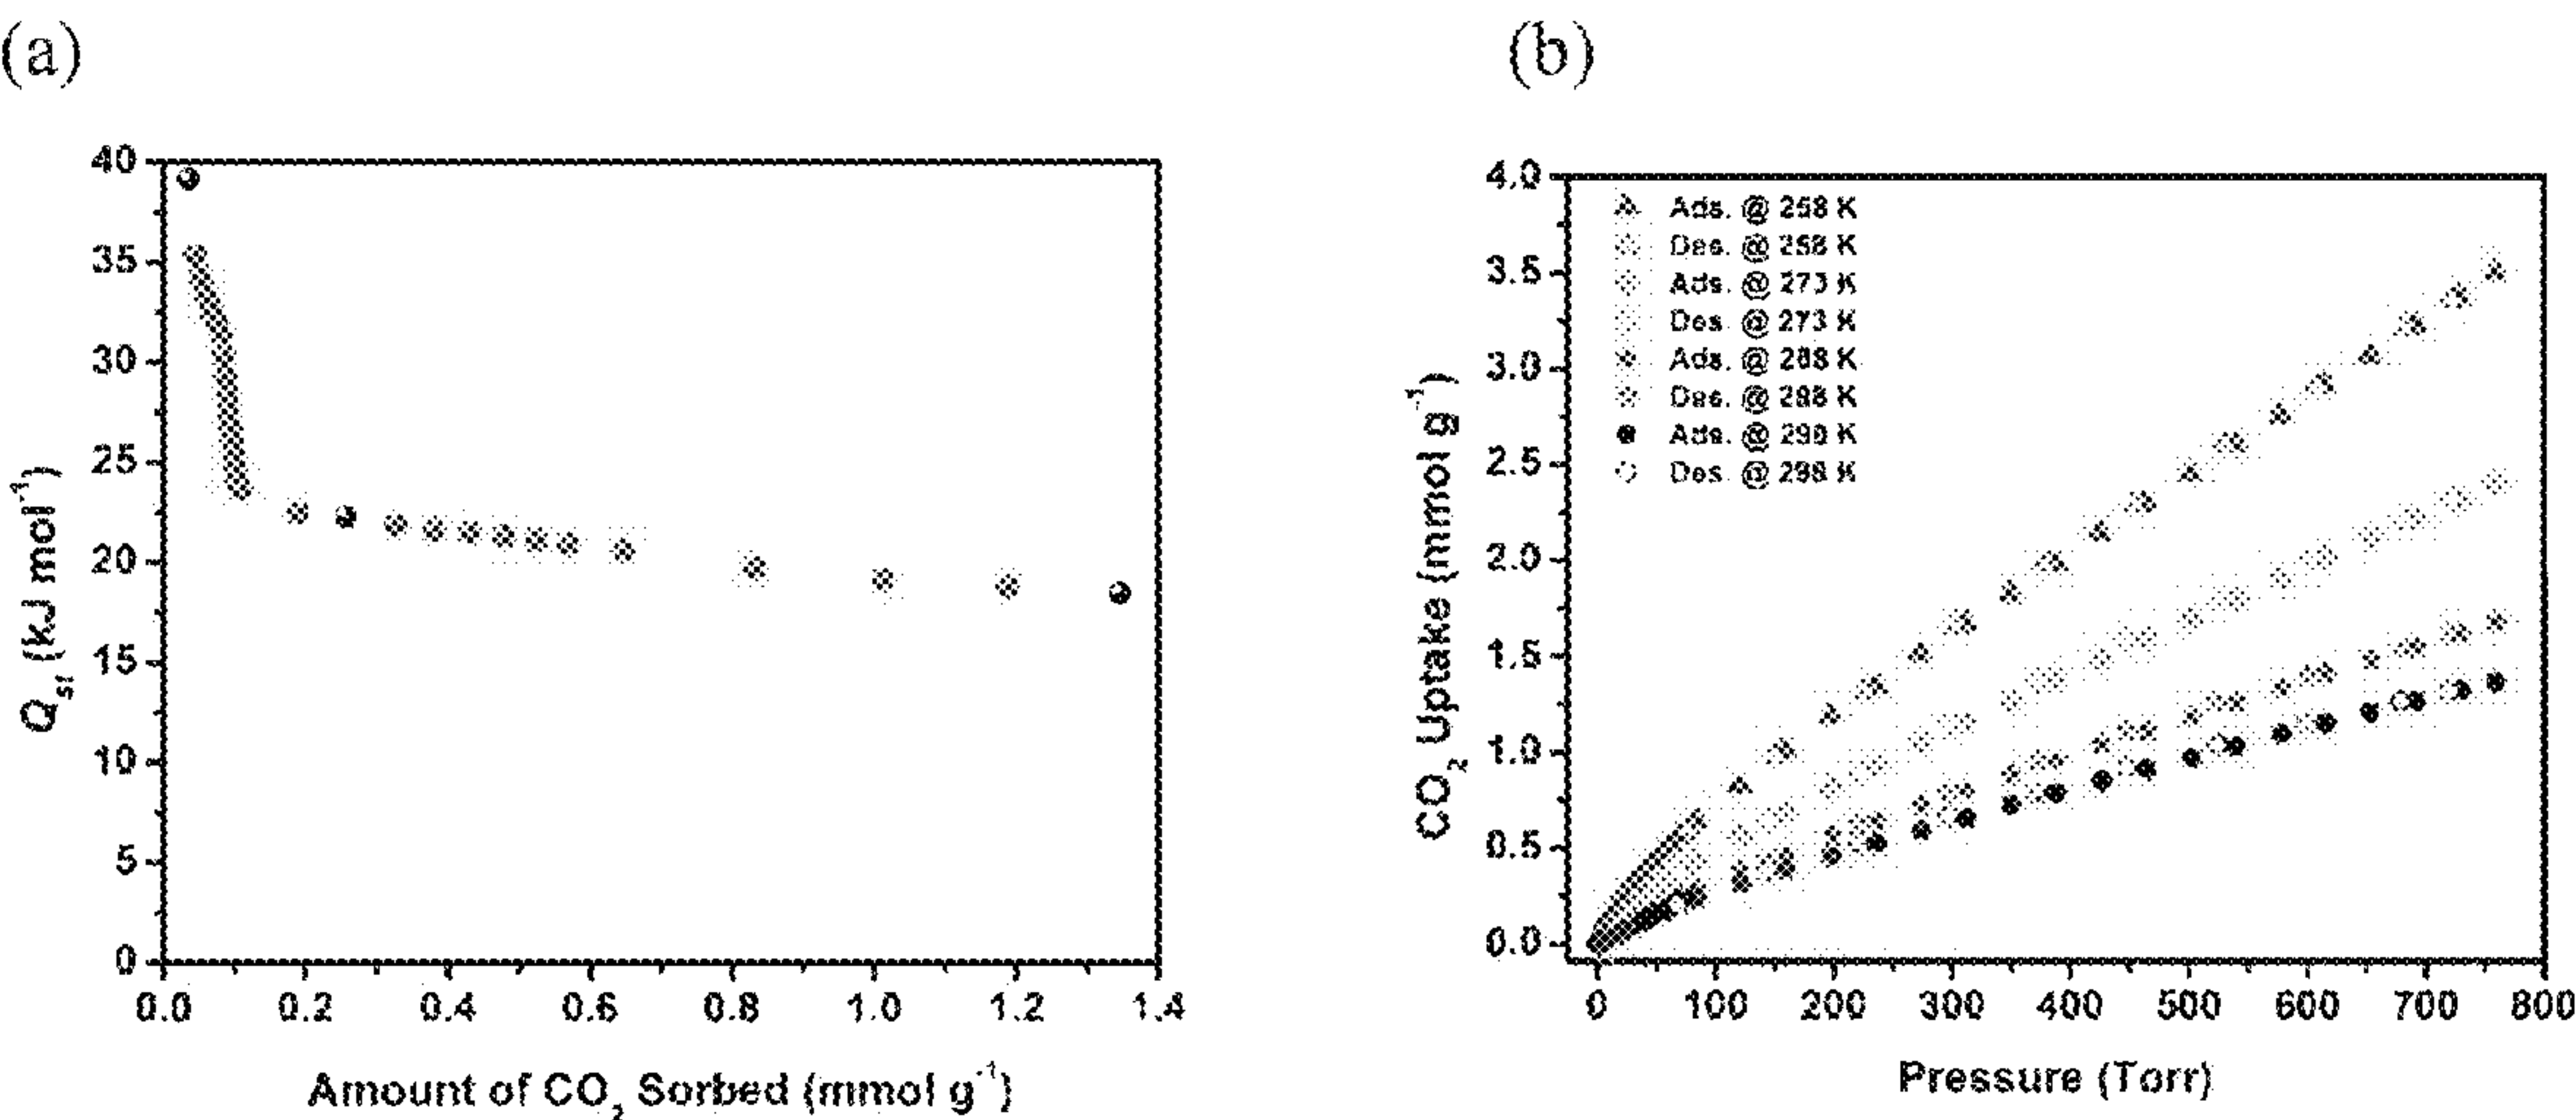 (a)
40
35
30
25
20
15
10
5
0
0.0 0.2 0.4 0.6 0.8 1.0 1.2 1.4
Qst (kJ mol-1)
Amount of CO2 Sorbed (mmol g-1)
(b)
4.0
3.5
3.0
2.5
2.0
1.5
1.0
0.5
0.0
0 100 200 300 400 500 600 700 800
CO2 Uptake (mmol g-1)
Pressure (Torr)
Ads. @ 258 K
Des. @ 258 K
Ads. @ 273 K
Des. @ 273 K
Ads. @ K
Des. @ K
Ads. @ 298 K
Des. @ 298 K